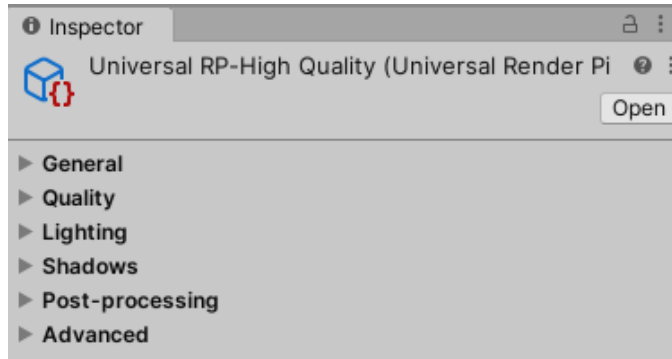 Inspector
Universal RP-High Quality (Universal Render Pi
Open
General
Quality
Lighting
Shadows
Post-processing
Advanced